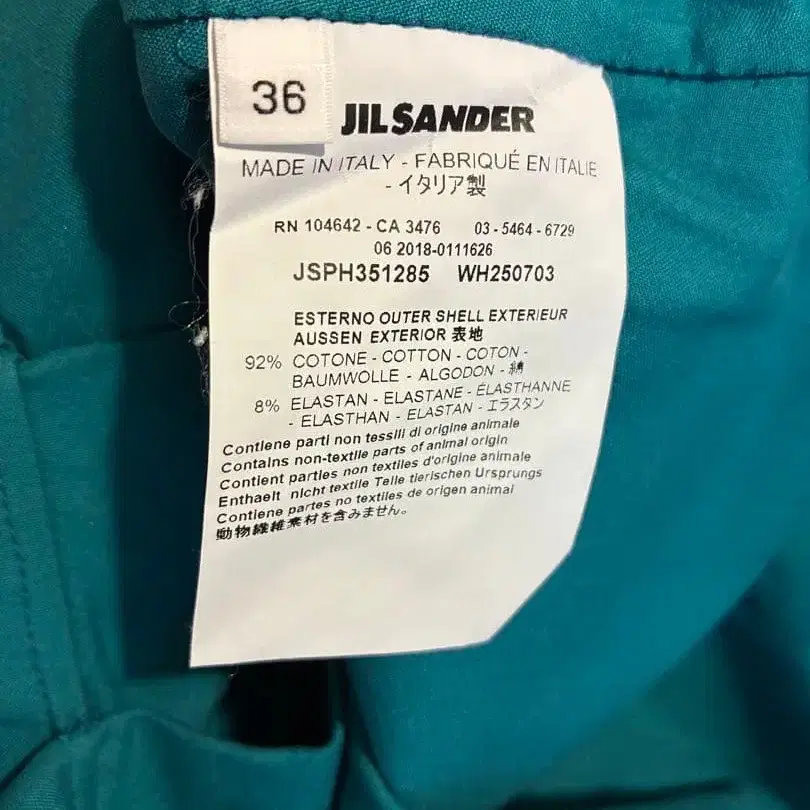 36
JIL SANDER
MADE IN ITALY - FABRIQUÉ EN ITALIE
- イタリア製
RN 104642 - CA 3476 03 - 5464 - 6729
06 2018-0111626
JSPH351285 WH250703
ESTERNO OUTER SHELL EXTERIEUR
AUSSEN EXTERIOR 表地
92% COTONE - COTTON - COTON -
BAUMWOLLE - ALGODON - 綿
8% ELASTAN - ELASTANE - ÉLASTHANNE
- ELASTHAN - ELASTAN - エラスタン
Contiene parti non tessili di origine animale
Contains non-textile parts of animal origin
Contient parties non textiles d'origine animale
Enthaelt nicht textile Teile tierischen Ursprungs
Contiene partes no textiles de origen animal
動物繊維素材を含みません。